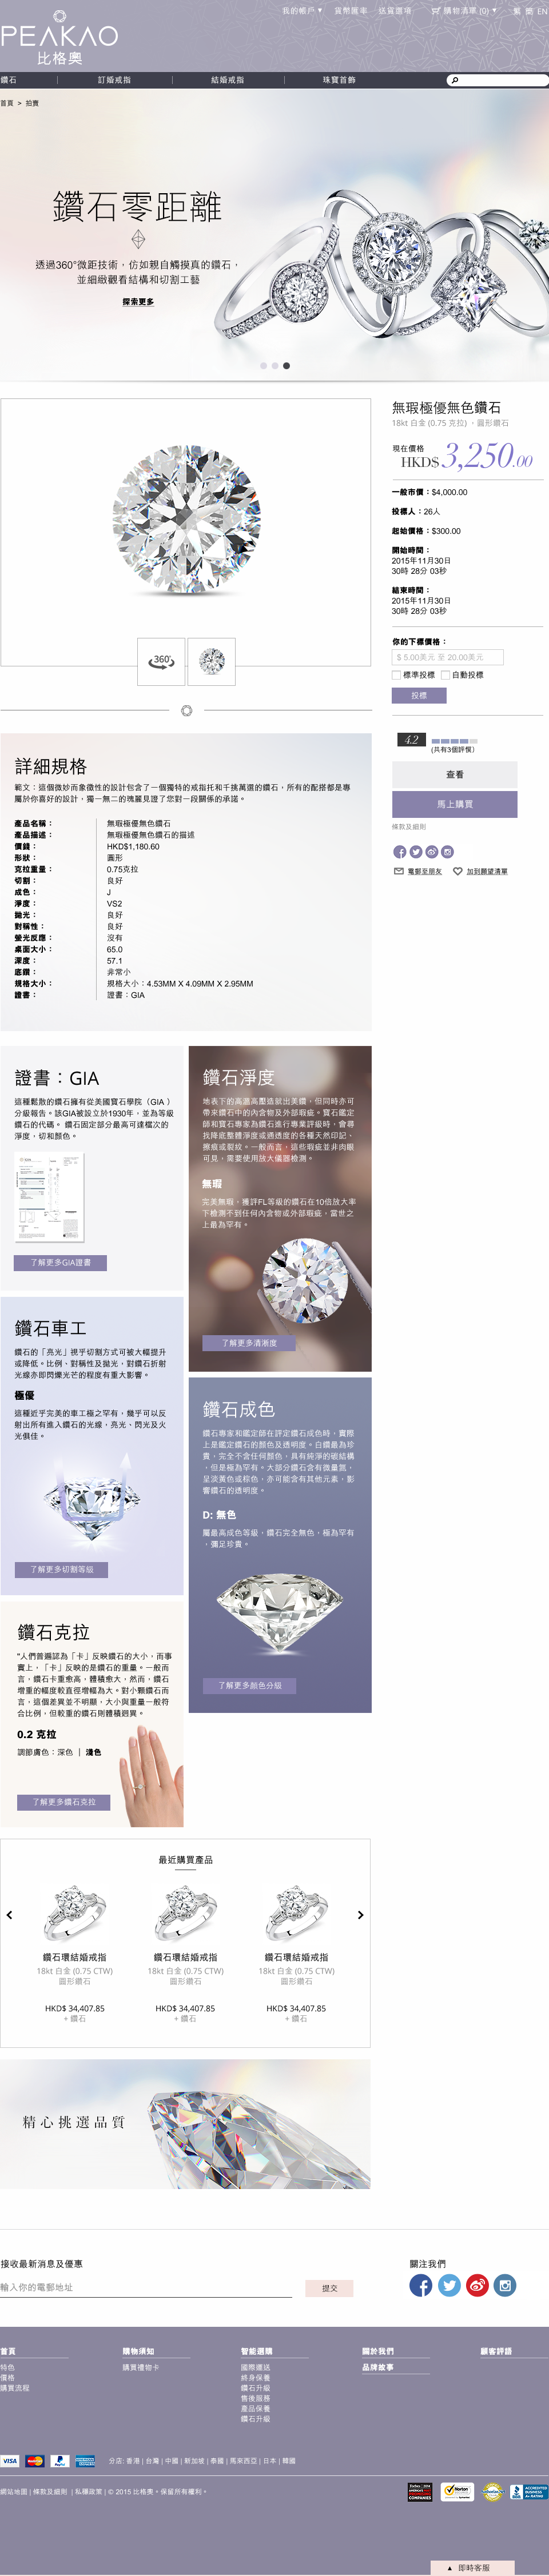 我的帳戶 ▼ 貨幣匯率 送貨選項 購物清單 (0) ▼ 繁 簡 EN
PEAKAO
比格奧
鑽石 訂婚戒指 結婚戒指 珠寶首飾
首頁 > 拍賣
鑽石零距離
透過360°微距技術，仿如親自觸摸真的鑽石，
並細緻觀看結構和切割工藝
探索更多
無瑕極優無色鑽石
18kt 白金 (0.75 克拉) ，圓形鑽石
現在價格
HKD$ 3,250.00
一般市價：$4,000.00
投標人：26人
起始價格：$300.00
開始時間：
2015年11月30日
30時 28分 03秒
結束時間：
2015年11月30日
30時 28分 03秒
你的下標價格：
$ 5.00美元 至 20.00美元
標準投標 自動投標
投標
4.2
(共有3個評價)
查看
馬上購買
條款及細則
電郵至朋友 加到願望清單
360°
詳細規格
範文：這個微妙而象徵性的設計包含了一個獨特的戒指托和千挑萬選的鑽石，所有的配搭都是專
屬於你喜好的設計，獨一無二的瑰麗見證了您對一段關係的承諾。
產品名稱： 無瑕極優無色鑽石
產品描述： 無瑕極優無色鑽石的描述
價錢： HKD$1,180.60
形狀： 圓形
克拉重量： 0.75克拉
切割： 良好
成色： J
淨度： VS2
拋光： 良好
對稱性： 良好
螢光反應： 沒有
桌面大小： 65.0
深度： 57.1
底鑽： 非常小
規格大小： 規格大小：4.53MM X 4.09MM X 2.95MM
證書： 證書：GIA
證書：GIA
這種鬆散的鑽石擁有從美國寶石學院（GIA ）
分級報告。該GIA被設立於1930年，並為等級
鑽石的代碼。 鑽石固定部分最高可達檔次的
淨度，切和顏色。
了解更多GIA證書
鑽石淨度
地表下的高溫高壓造就出美鑽，但同時亦可
帶來鑽石中的內含物及外部瑕疵。寶石鑑定
師和寶石專家為鑽石進行專業評級時，會尋
找降底整體淨度或通透度的各種天然印記、
擦痕或裂紋。一般而言，這些瑕疵並非肉眼
可見，需要使用放大儀器檢測。
無瑕
完美無瑕，獲評FL等級的鑽石在10倍放大率
下檢測不到任何內含物或外部瑕疵，當世之
上最為罕有。
了解更多清淅度
鑽石車工
鑽石的「亮光」視乎切割方式可被大幅提升
或降低。比例、對稱性及拋光，對鑽石折射
光線亦即閃爍光芒的程度有重大影響。
極優
這種近乎完美的車工極之罕有，幾乎可以反
射出所有進入鑽石的光線，亮光、閃光及火
光俱佳。
了解更多切割等級
鑽石成色
鑽石專家和鑑定師在評定鑽石成色時，實際
上是鑑定鑽石的顏色及透明度。白鑽最為珍
貴，完全不含任何顏色，具有純淨的碳結構
，但是極為罕有。大部分鑽石含有微量氮、
呈淡黃色或棕色，亦可能含有其他元素，影
響鑽石的透明度。
D: 無色
屬最高成色等級，鑽石完全無色，極為罕有
，彌足珍貴。
了解更多顏色分級
鑽石克拉
"人們普遍認為「卡」反映鑽石的大小，而事
實上，「卡」反映的是鑽石的重量。一般而
言，鑽石卡重愈高，體積愈大，然而，鑽石
增重的幅度較直徑增幅為大。對小顆鑽石而
言，這個差異並不明顯，大小與重量一般符
合比例，但較重的鑽石則體積迥異。
0.2 克拉
調節膚色：深色 ｜ 淺色
了解更多鑽石克拉
最近購買產品
鑽石環結婚戒指 鑽石環結婚戒指 鑽石環結婚戒指
18kt 白金 (0.75 CTW) 18kt 白金 (0.75 CTW) 18kt 白金 (0.75 CTW)
圓形鑽石 圓形鑽石 圓形鑽石
HKD$ 34,407.85 HKD$ 34,407.85 HKD$ 34,407.85
+ 鑽石 + 鑽石 + 鑽石
精心挑選品質
接收最新消息及優惠
輸入你的電郵地址 提交
關注我們
首頁 購物須知 智能選購 關於我們 顧客評語
特色 購買禮物卡 國際運送 品牌故事
價格 終身保養
購買流程 鑽石升級
售後服務
產品保養
鑽石升級
VISA MasterCard PayPal
分店: 香港 | 台灣 | 中國 | 新加坡 | 泰國 | 馬來西亞 | 日本 | 韓國
網站地圖 | 條款及細則 | 私隱政策 | © 2015 比格奧。保留所有權利。
Norton
ACCREDITED BUSINESS
▲ 即時客服